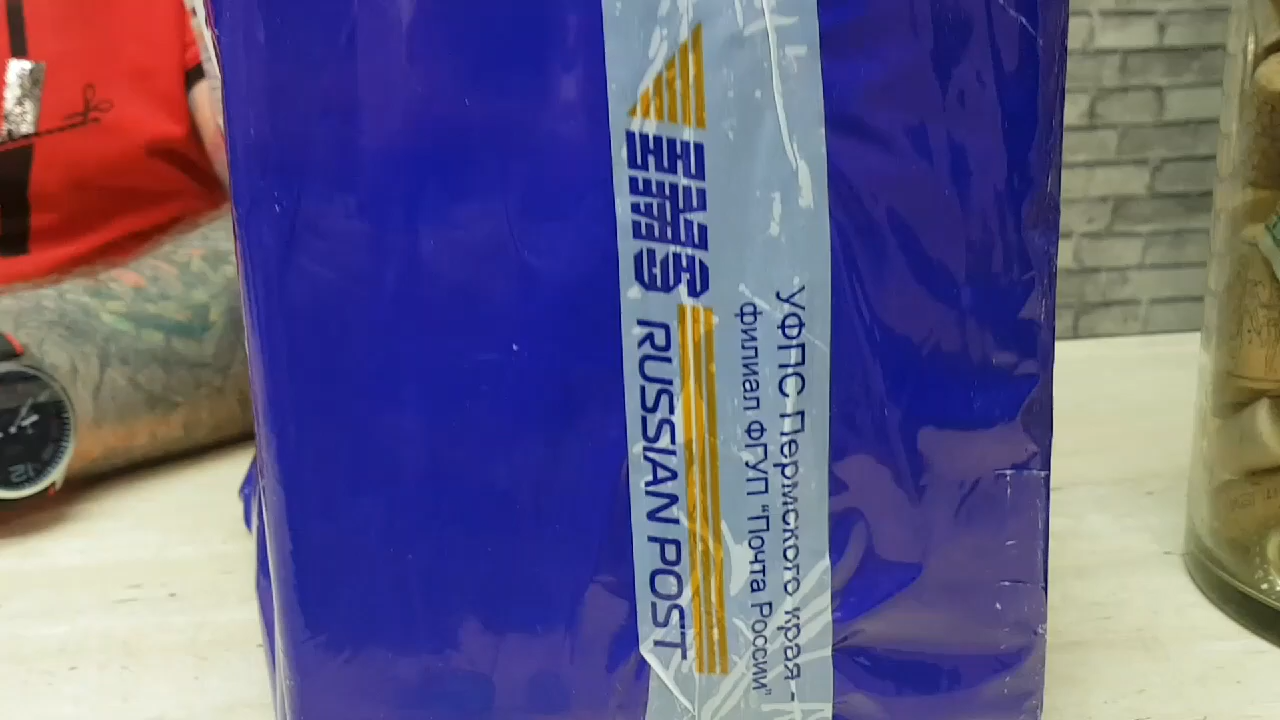 EMS
RUSSIAN POST
УФПС Пермского края -
филиал ФГУП "Почта России"